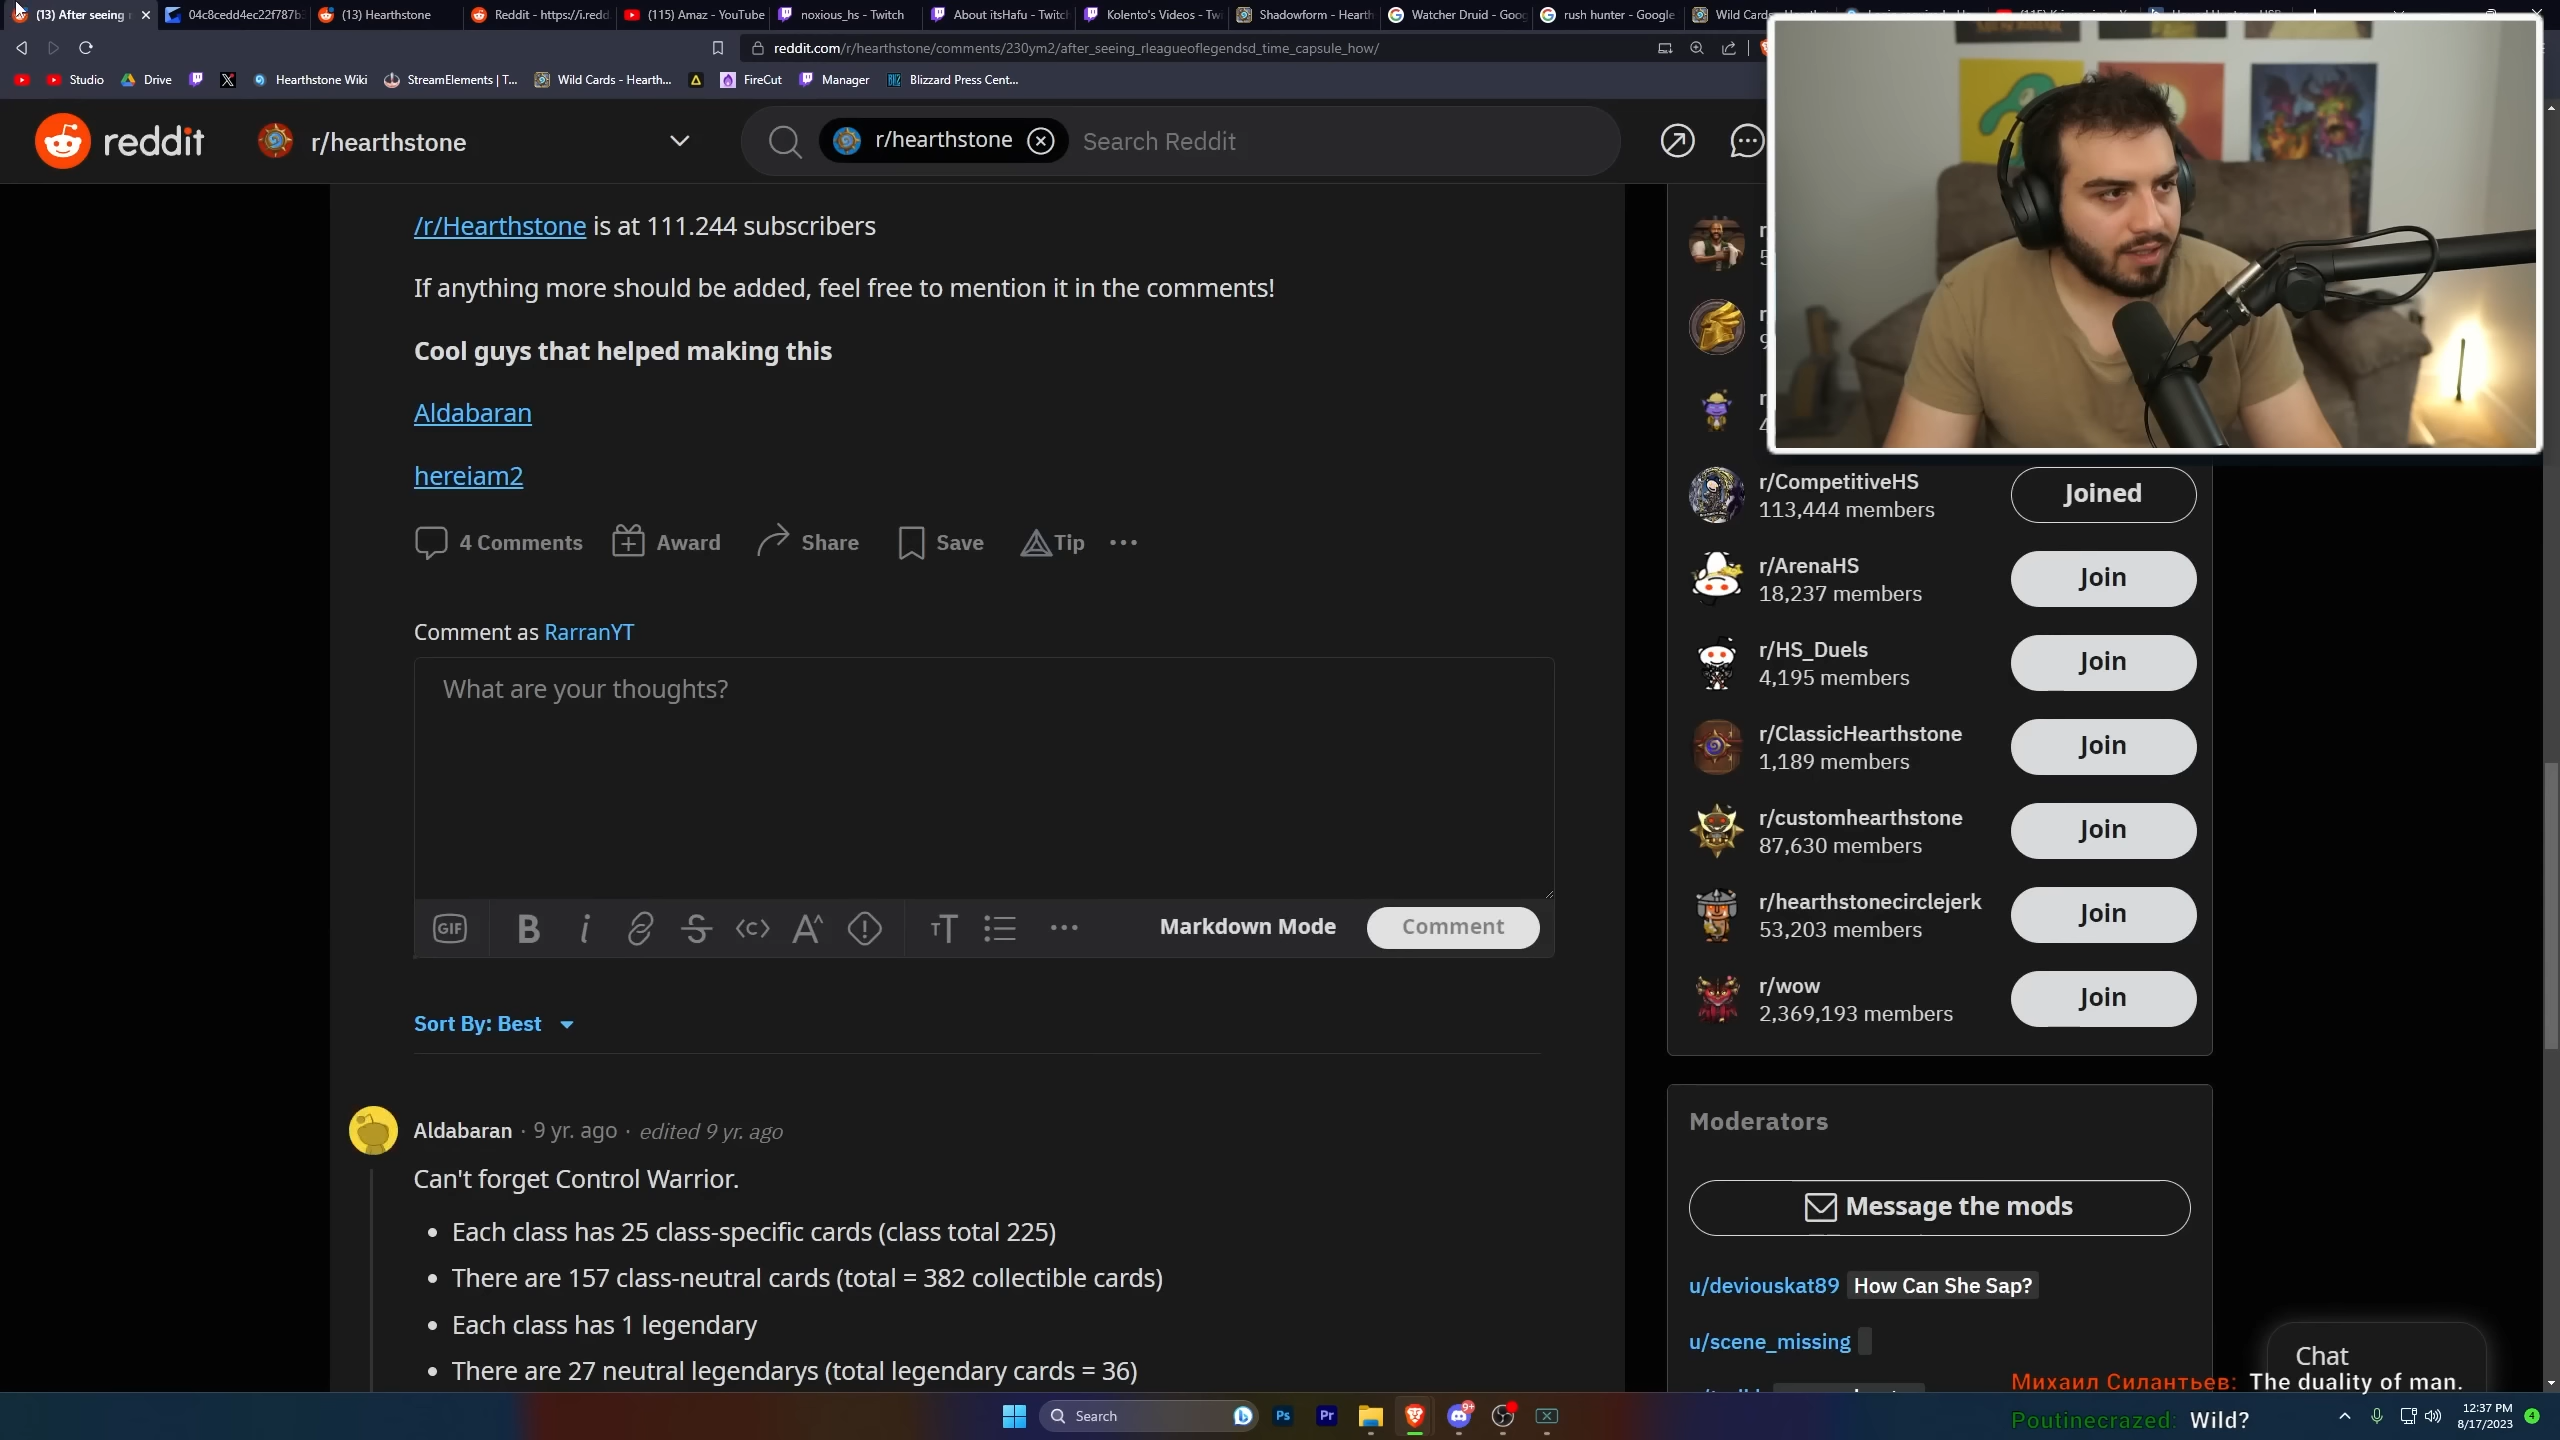 (13) After seeing
04c8cedd4ec22f787b
(13) Hearthstone
Reddit - https://i.redd.
(115) Amaz - YouTube
noxious_hs - Twitch
About itsHafu - Twitch
Kolento's Videos - Twi
Shadowform - Hearth
Watcher Druid - Goog
rush hunter - Google
reddit.com/r/hearthstone/comments/230ym2/after_seeing_rleagueoflegendsd_time_capsule_how/
Studio
Drive
Hearthstone Wiki
StreamElements | T...
Wild Cards - Hearth...
FireCut
Manager
Blizzard Press Cent...
reddit
r/hearthstone
r/hearthstone
Search Reddit
/r/Hearthstone is at 111.244 subscribers
If anything more should be added, feel free to mention it in the comments!
Cool guys that helped making this
Aldabaran
hereiam2
4 Comments
Award
Share
Save
Tip
Comment as RarranYT
What are your thoughts?
GIF
Markdown Mode
Comment
Sort By: Best
Aldabaran · 9 yr. ago · edited 9 yr. ago
Can't forget Control Warrior.
• Each class has 25 class-specific cards (class total 225)
• There are 157 class-neutral cards (total = 382 collectible cards)
• Each class has 1 legendary
• There are 27 neutral legendarys (total legendary cards = 36)
r/CompetitiveHS
113,444 members
Joined
r/ArenaHS
18,237 members
Join
r/HS_Duels
4,195 members
Join
r/ClassicHearthstone
1,189 members
Join
r/customhearthstone
87,630 members
Join
r/hearthstonecirclejerk
53,203 members
Join
r/wow
2,369,193 members
Join
Moderators
Message the mods
u/deviouskat89 How Can She Sap?
u/scene_missing
Chat
Михаил Силантьев: The duality of man.
Poutinecrazed: Wild?
Search
Ps
Pr
9+
12:37 PM
8/17/2023
4